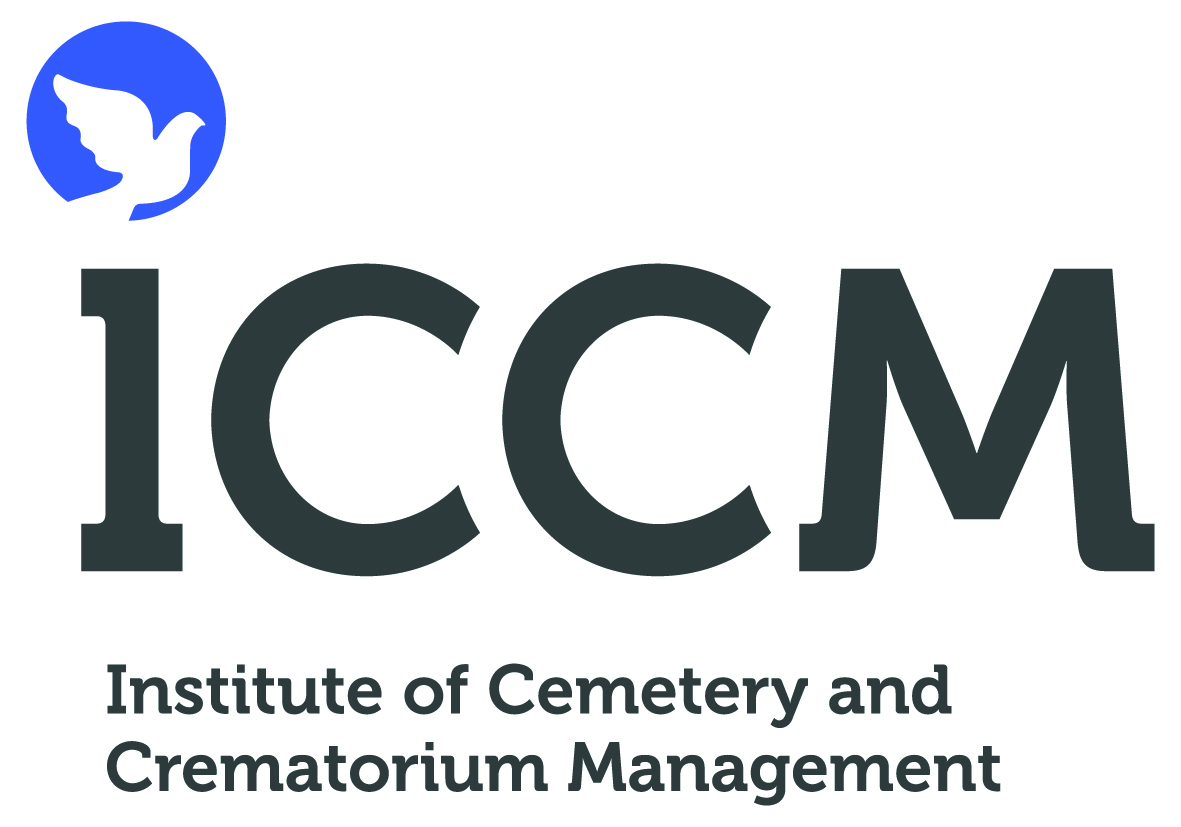 iCCM
Institute of Cemetery and
Crematorium Management